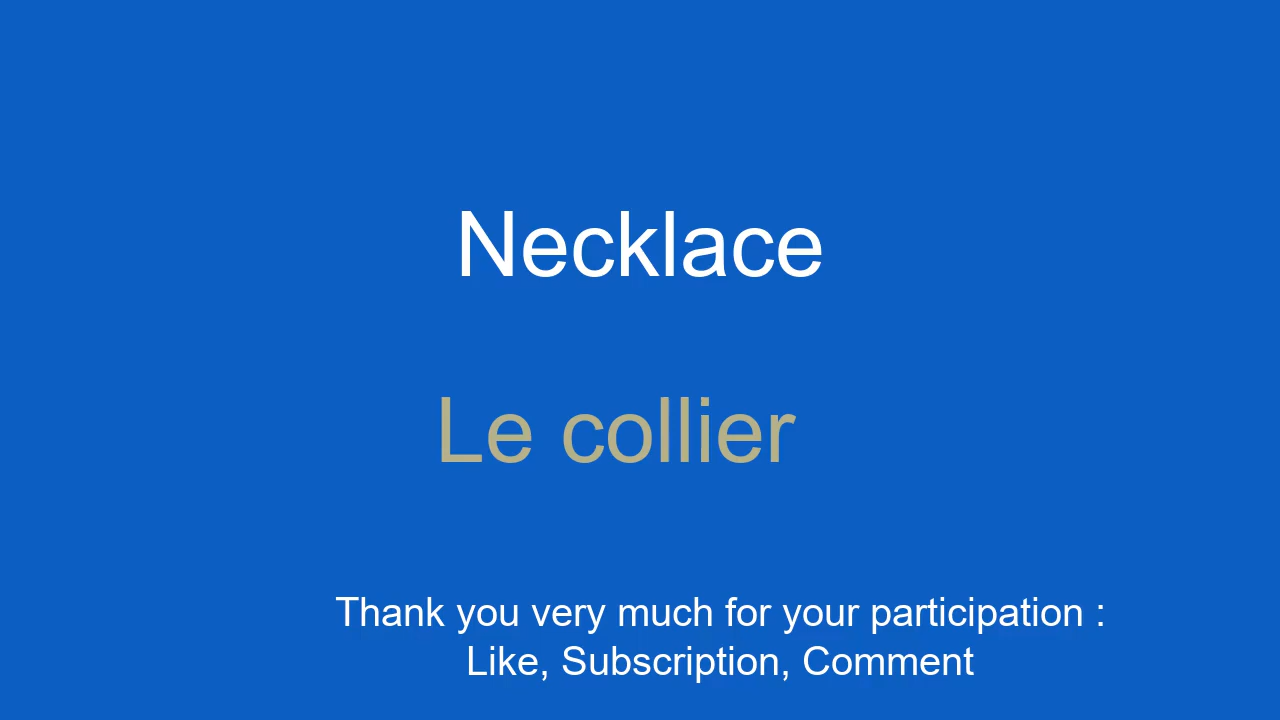 Necklace
Le collier
Thank you very much for your participation :
Like, Subscription, Comment